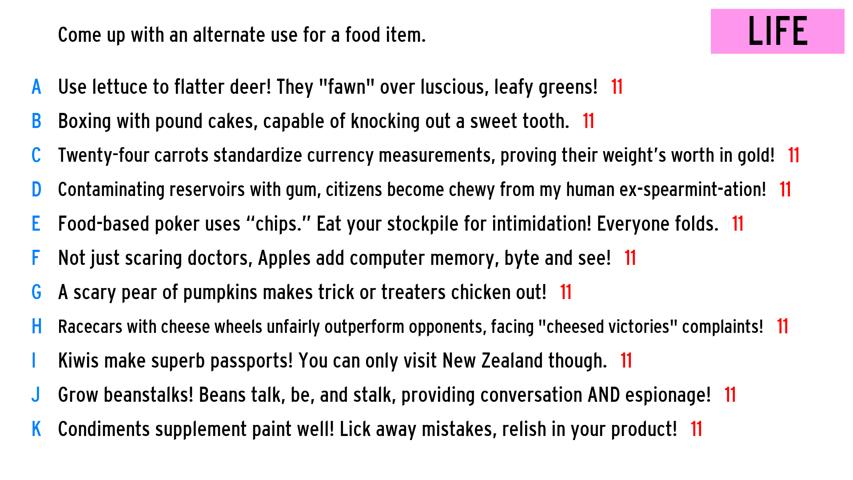 Come up with an alternate use for a food item.
LIFE
A Use lettuce to flatter deer! They "fawn" over luscious, leafy greens! 11
B Boxing with pound cakes, capable of knocking out a sweet tooth. 11
C Twenty-four carrots standardize currency measurements, proving their weight's worth in gold! 11
D Contaminating reservoirs with gum, citizens become chewy from my human ex-spearmint-ation! 11
E Food-based poker uses “chips.” Eat your stockpile for intimidation! Everyone folds. 11
F Not just scaring doctors, Apples add computer memory, byte and see! 11
G A scary pear of pumpkins makes trick or treaters chicken out! 11
H Racecars with cheese wheels unfairly outperform opponents, facing "cheesed victories" complaints! 11
I Kiwis make superb passports! You can only visit New Zealand though. 11
J Grow beanstalks! Beans talk, be, and stalk, providing conversation AND espionage! 11
K Condiments supplement paint well! Lick away mistakes, relish in your product! 11